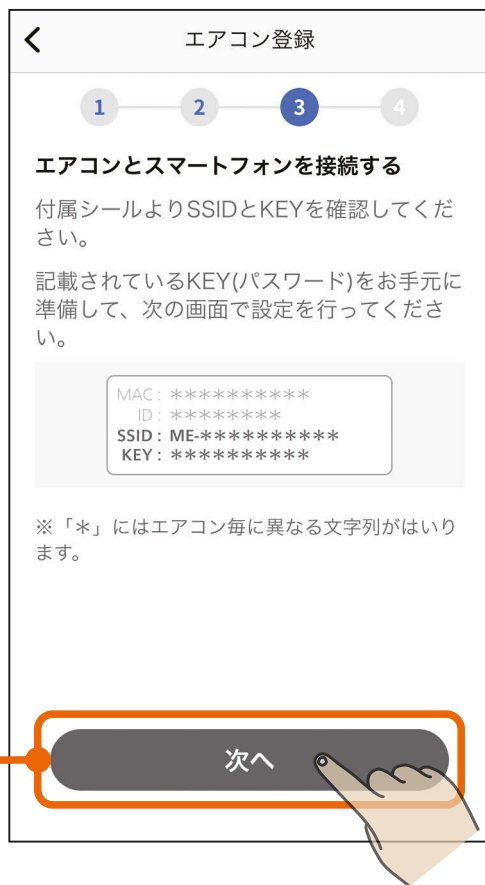 エアコン登録
1 2 3 4
エアコンとスマートフォンを接続する
付属シールよりSSIDとKEYを確認してくだ
さい。
記載されているKEY(パスワード)をお手元に
準備して、次の画面で設定を行ってくださ
い。
MAC : **********
ID : ********
SSID : ME-**********
KEY : **********
※「*」にはエアコン毎に異なる文字列がはいり
ます。
次へ